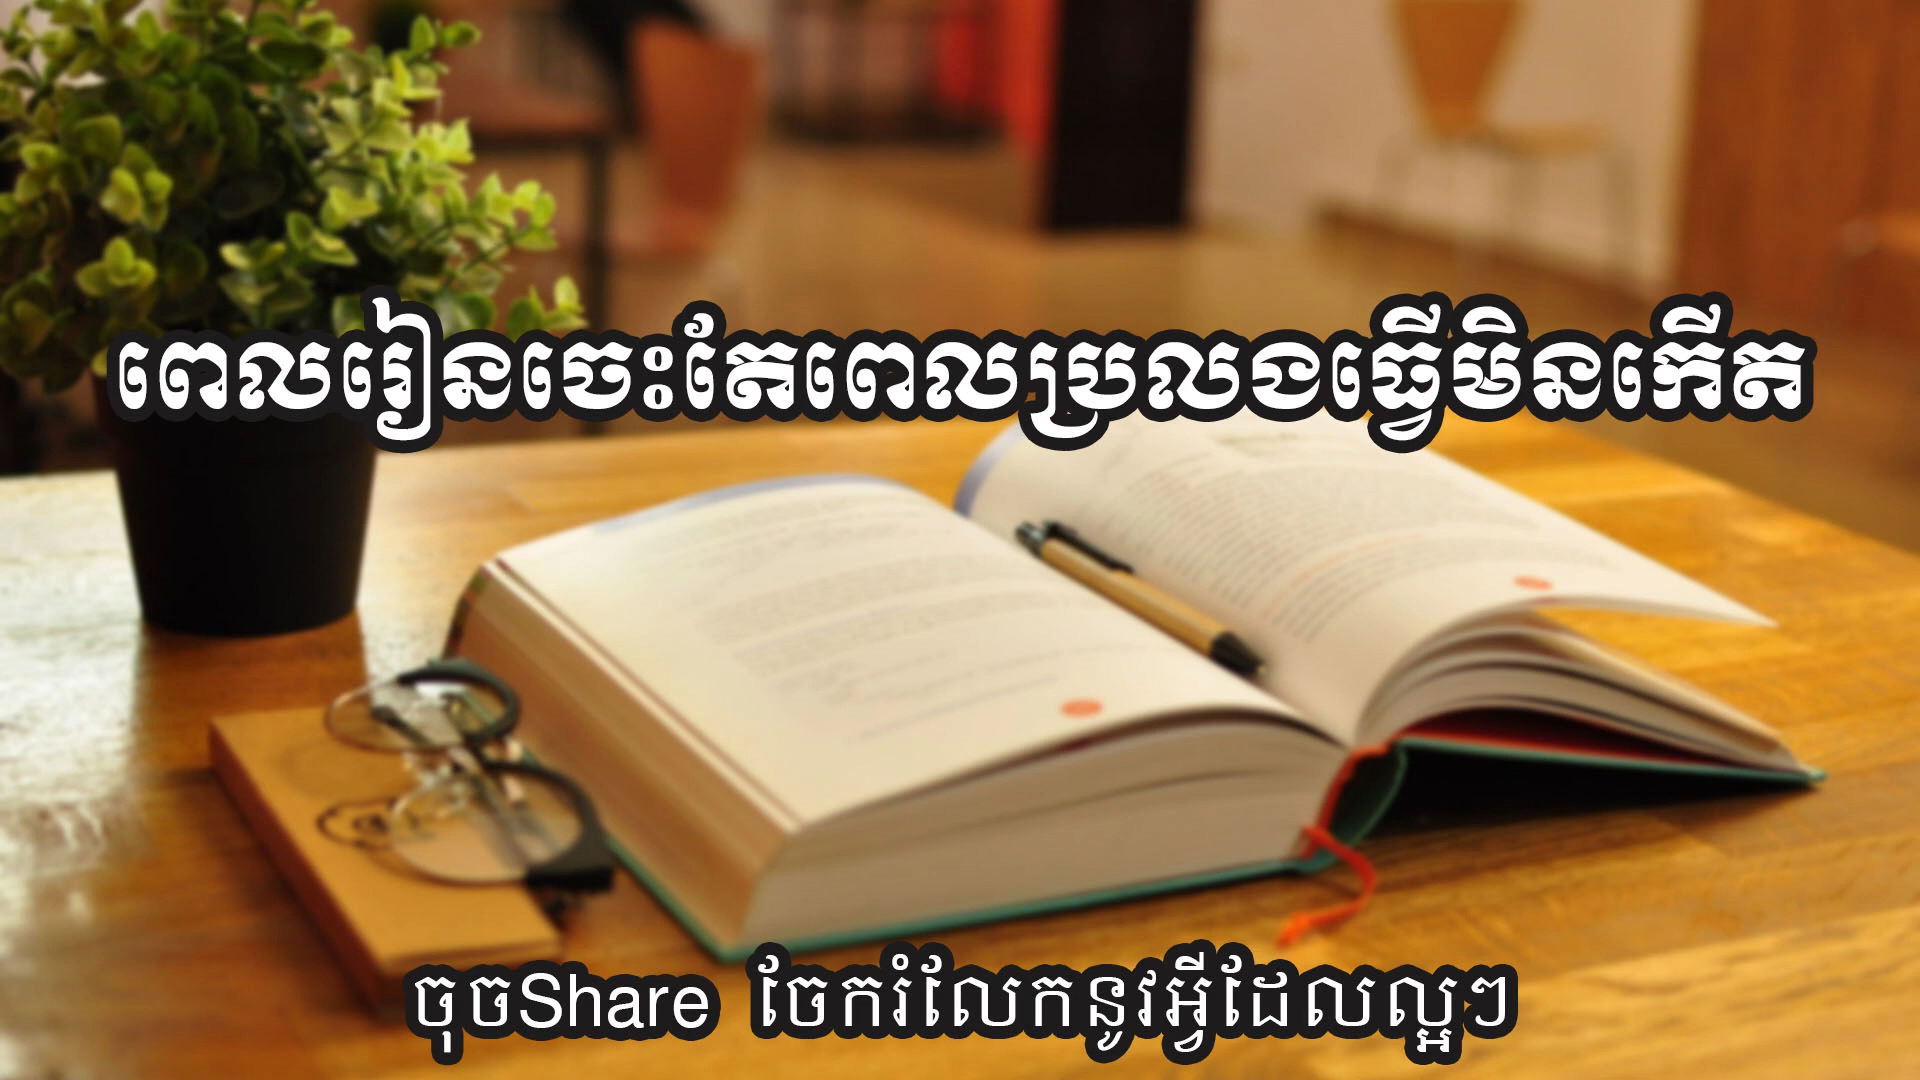 ពេលរៀនចេះតែពេលប្រលងធ្វើមិនកើត
ចុចShare ចែករំលែកនូវអ្វីដែលល្អៗ